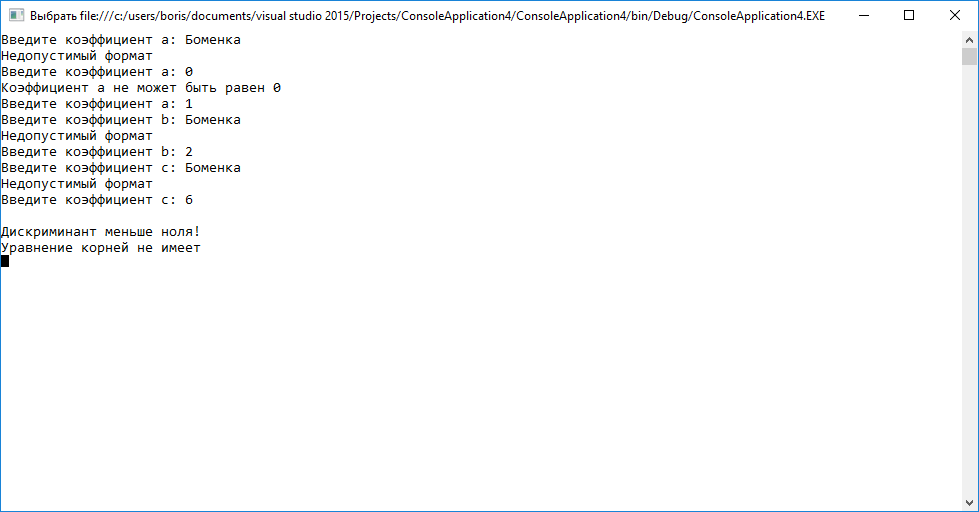 Выбрать file:///c:/users/boris/documents/visual studio 2015/Projects/ConsoleApplication4/ConsoleApplication4/bin/Debug/ConsoleApplication4.EXE
Введите коэффициент a: Боменка
Недопустимый формат
Введите коэффициент a: 0
Коэффициент a не может быть равен 0
Введите коэффициент a: 1
Введите коэффициент b: Боменка
Недопустимый формат
Введите коэффициент b: 2
Введите коэффициент c: Боменка
Недопустимый формат
Введите коэффициент c: 6
Дискриминант меньше ноля!
Уравнение корней не имеет